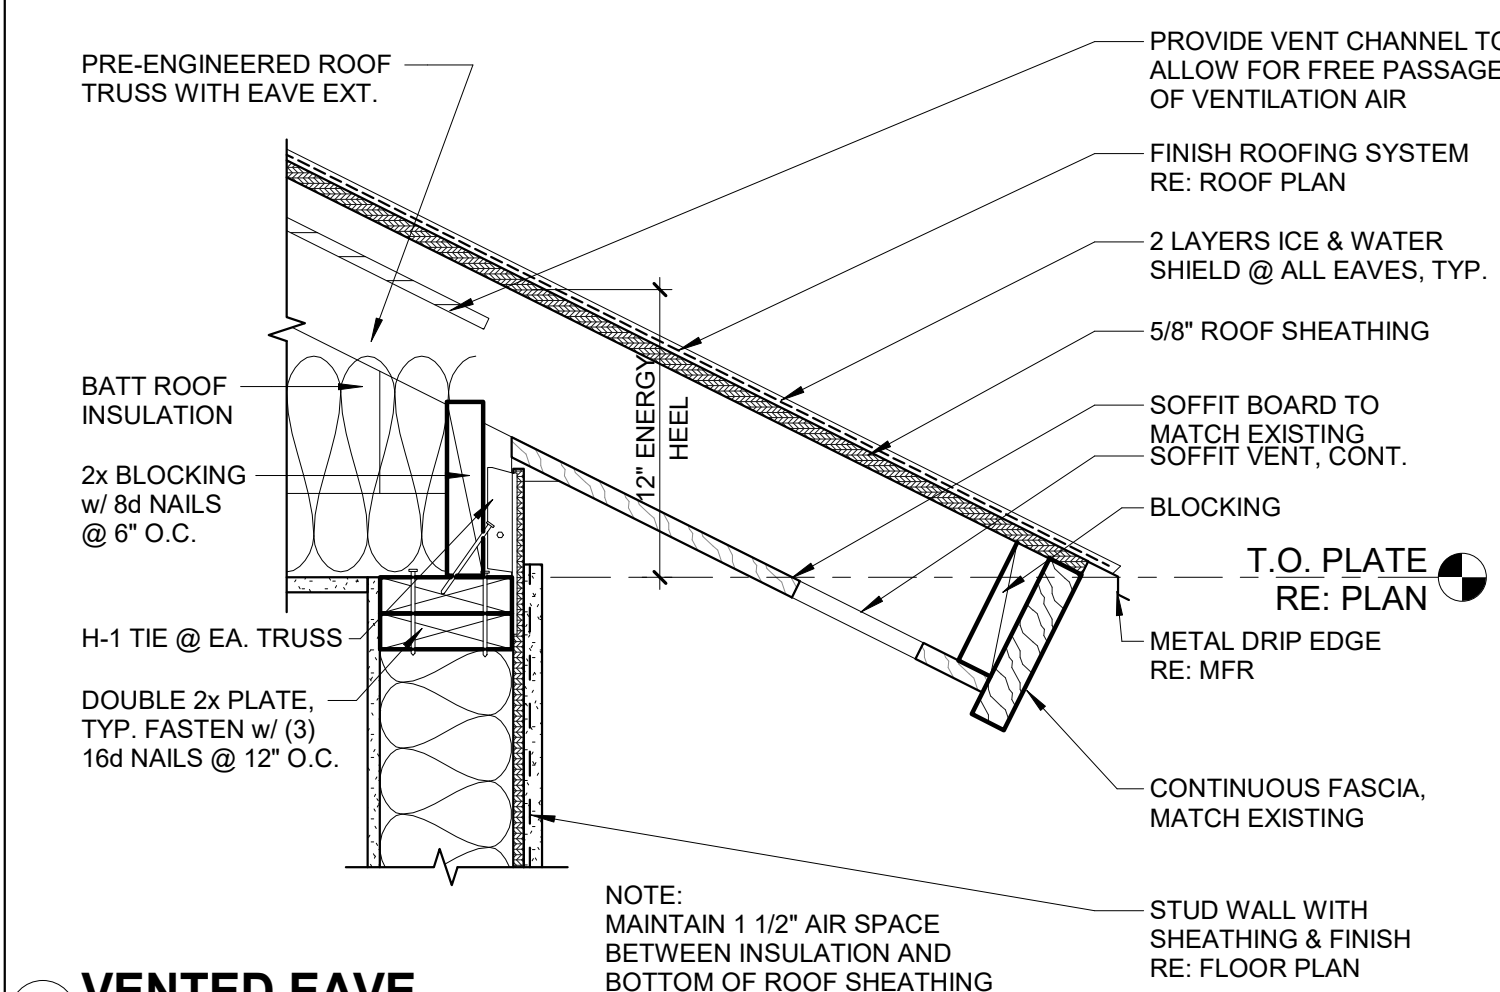 PRE-ENGINEERED ROOF
TRUSS WITH EAVE EXT.
BATT ROOF
INSULATION
2x BLOCKING
w/ 8d NAILS
@ 6" O.C.
H-1 TIE @ EA. TRUSS
DOUBLE 2x PLATE,
TYP. FASTEN w/ (3)
16d NAILS @ 12" O.C.
12" ENERGY
HEEL
PROVIDE VENT CHANNEL TO
ALLOW FOR FREE PASSAGE
OF VENTILATION AIR
FINISH ROOFING SYSTEM
RE: ROOF PLAN
2 LAYERS ICE & WATER
SHIELD @ ALL EAVES, TYP.
5/8" ROOF SHEATHING
SOFFIT BOARD TO
MATCH EXISTING
SOFFIT VENT, CONT.
BLOCKING
T.O. PLATE
RE: PLAN
METAL DRIP EDGE
RE: MFR
CONTINUOUS FASCIA,
MATCH EXISTING
STUD WALL WITH
SHEATHING & FINISH
RE: FLOOR PLAN
NOTE:
MAINTAIN 1 1/2" AIR SPACE
BETWEEN INSULATION AND
BOTTOM OF ROOF SHEATHING
VENTED EAVE